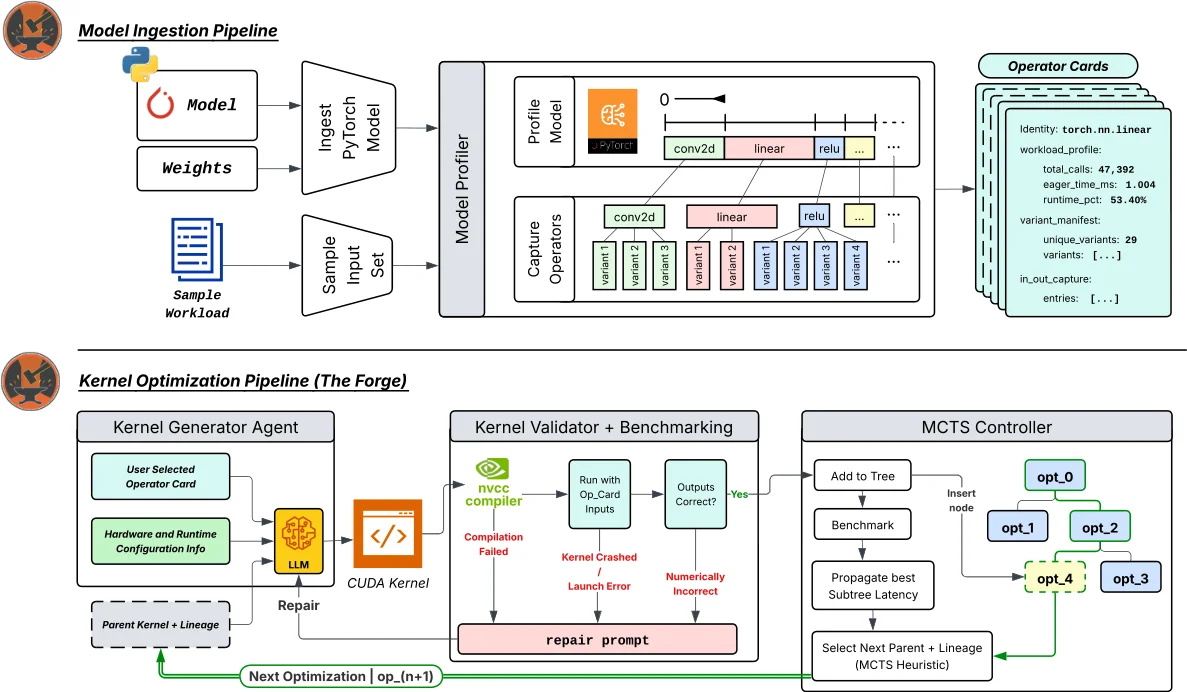 Model Ingestion Pipeline
Model
Weights
Sample
Workload
Ingest
PyTorch
Model
Sample
Input
Set
Model Profiler
Profile
Model
PyTorch
0
conv2d
linear
relu
...
...
Capture
Operators
conv2d
linear
relu
...
...
variant 1
variant 2
variant 3
variant 1
variant 2
variant 1
variant 2
variant 3
variant 4
...
Operator Cards
Identity: torch.nn.linear
workload_profile:
total_calls: 47,392
eager_time_ms: 1.004
runtime_pct: 53.40%
variant_manifest:
unique_variants: 29
variants: [...]
in_out_capture:
entries: [...]
Kernel Optimization Pipeline (The Forge)
Kernel Generator Agent
User Selected
Operator Card
Hardware and Runtime
Configuration Info
LLM
Parent Kernel + Lineage
Repair
CUDA Kernel
Kernel Validator + Benchmarking
nvcc
compiler
Run with
Op_Card
Inputs
Outputs
Correct?
Yes
Compilation
Failed
Kernel Crashed
/
Launch Error
Numerically
Incorrect
repair prompt
MCTS Controller
Add to Tree
Benchmark
Propagate best
Subtree Latency
Select Next Parent + Lineage
(MCTS Heuristic)
Insert
node
opt_0
opt_1
opt_2
opt_4
opt_3
Next Optimization | op_(n+1)